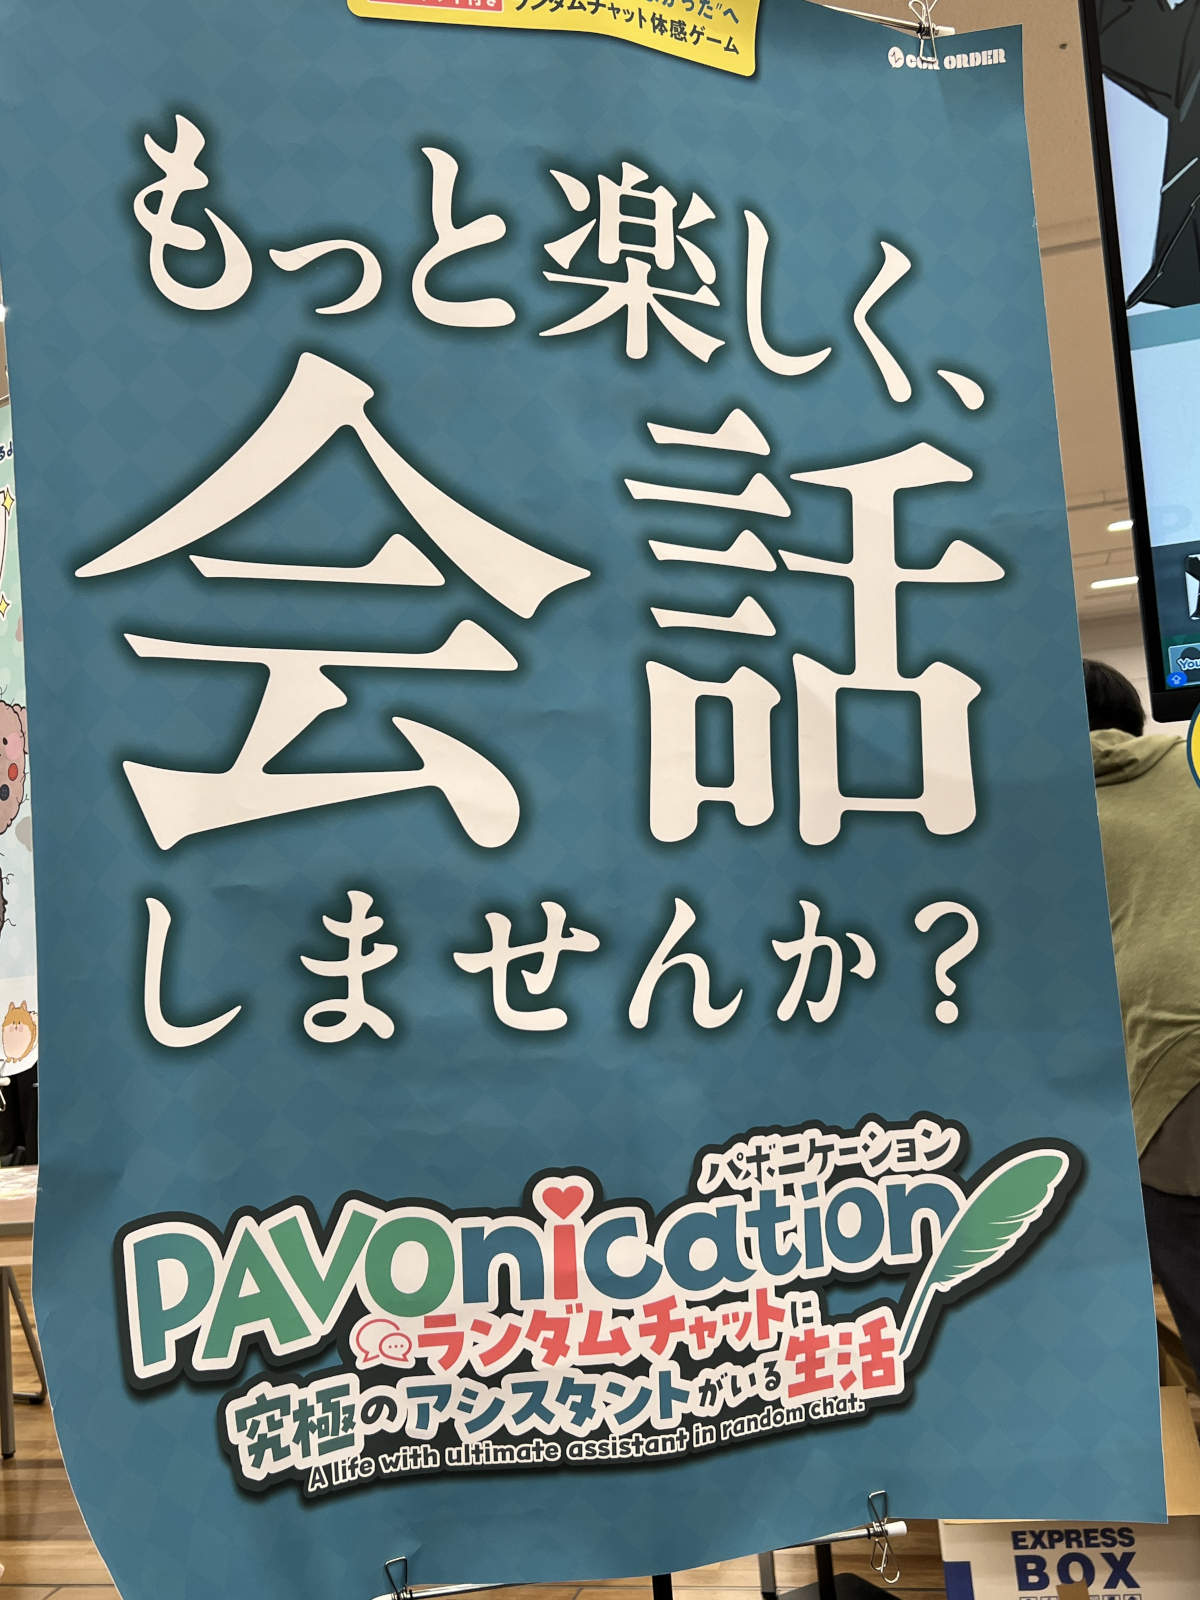 ランダムチャット体感ゲーム
COR ORDER
もっと楽しく、
会話
しませんか?
パボニケーション
PAVOnication
ランダムチャットに
究極のアシスタントがいる生活
A life with ultimate assistant in random chat.
EXPRESS
BOX